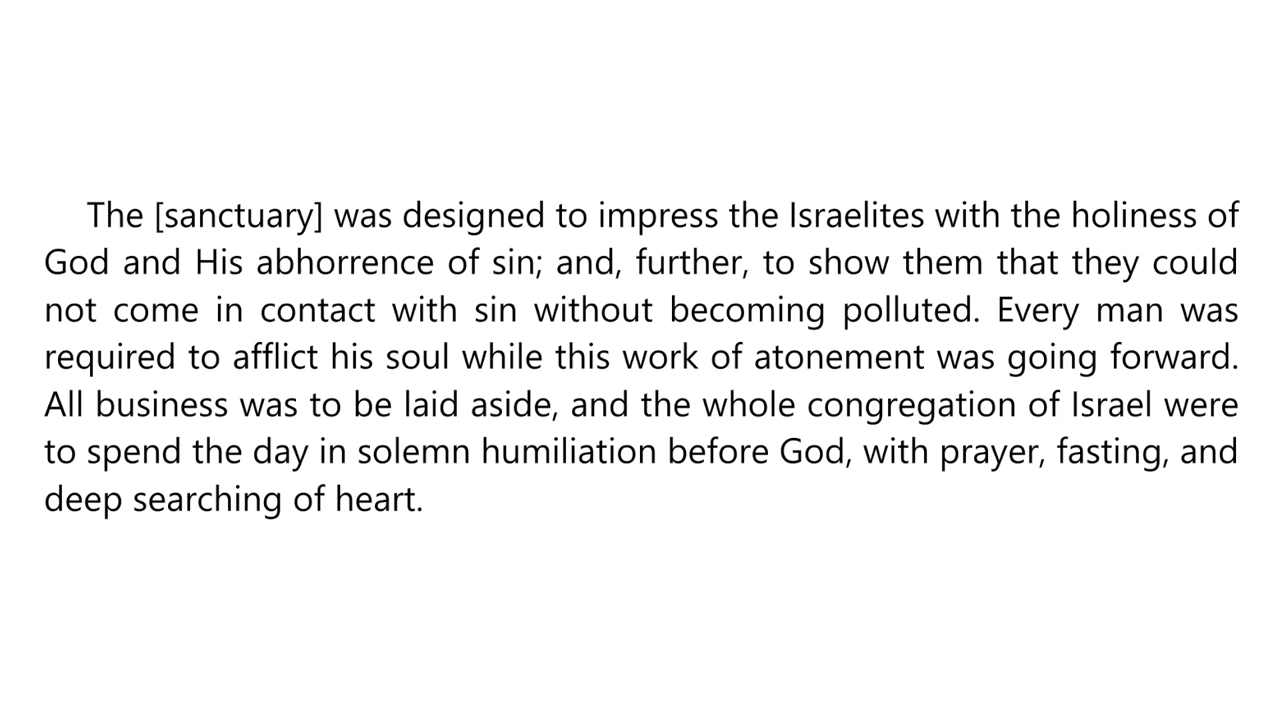 The [sanctuary] was designed to impress the Israelites with the holiness of
God and His abhorrence of sin; and, further, to show them that they could
not come in contact with sin without becoming polluted. Every man was
required to afflict his soul while this work of atonement was going forward.
All business was to be laid aside, and the whole congregation of Israel were
to spend the day in solemn humiliation before God, with prayer, fasting, and
deep searching of heart.